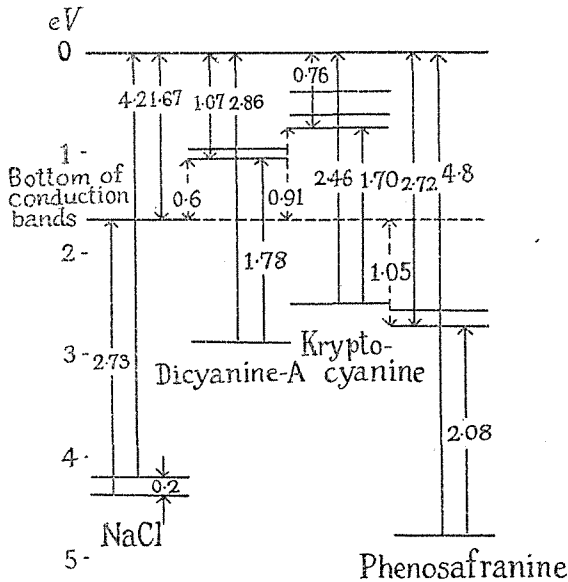 eV
0
4·2
1·67
1·07
2·86
0·76
1-
Bottom of
conduction
bands
0·6
0·91
2·46
1·70
2·72
4·8
2-
1·78
1·05
3-
2·73
Krypto-
Dicyanine-A cyanine
2·08
4-
0·2
NaCl
5-
Phenosafranine